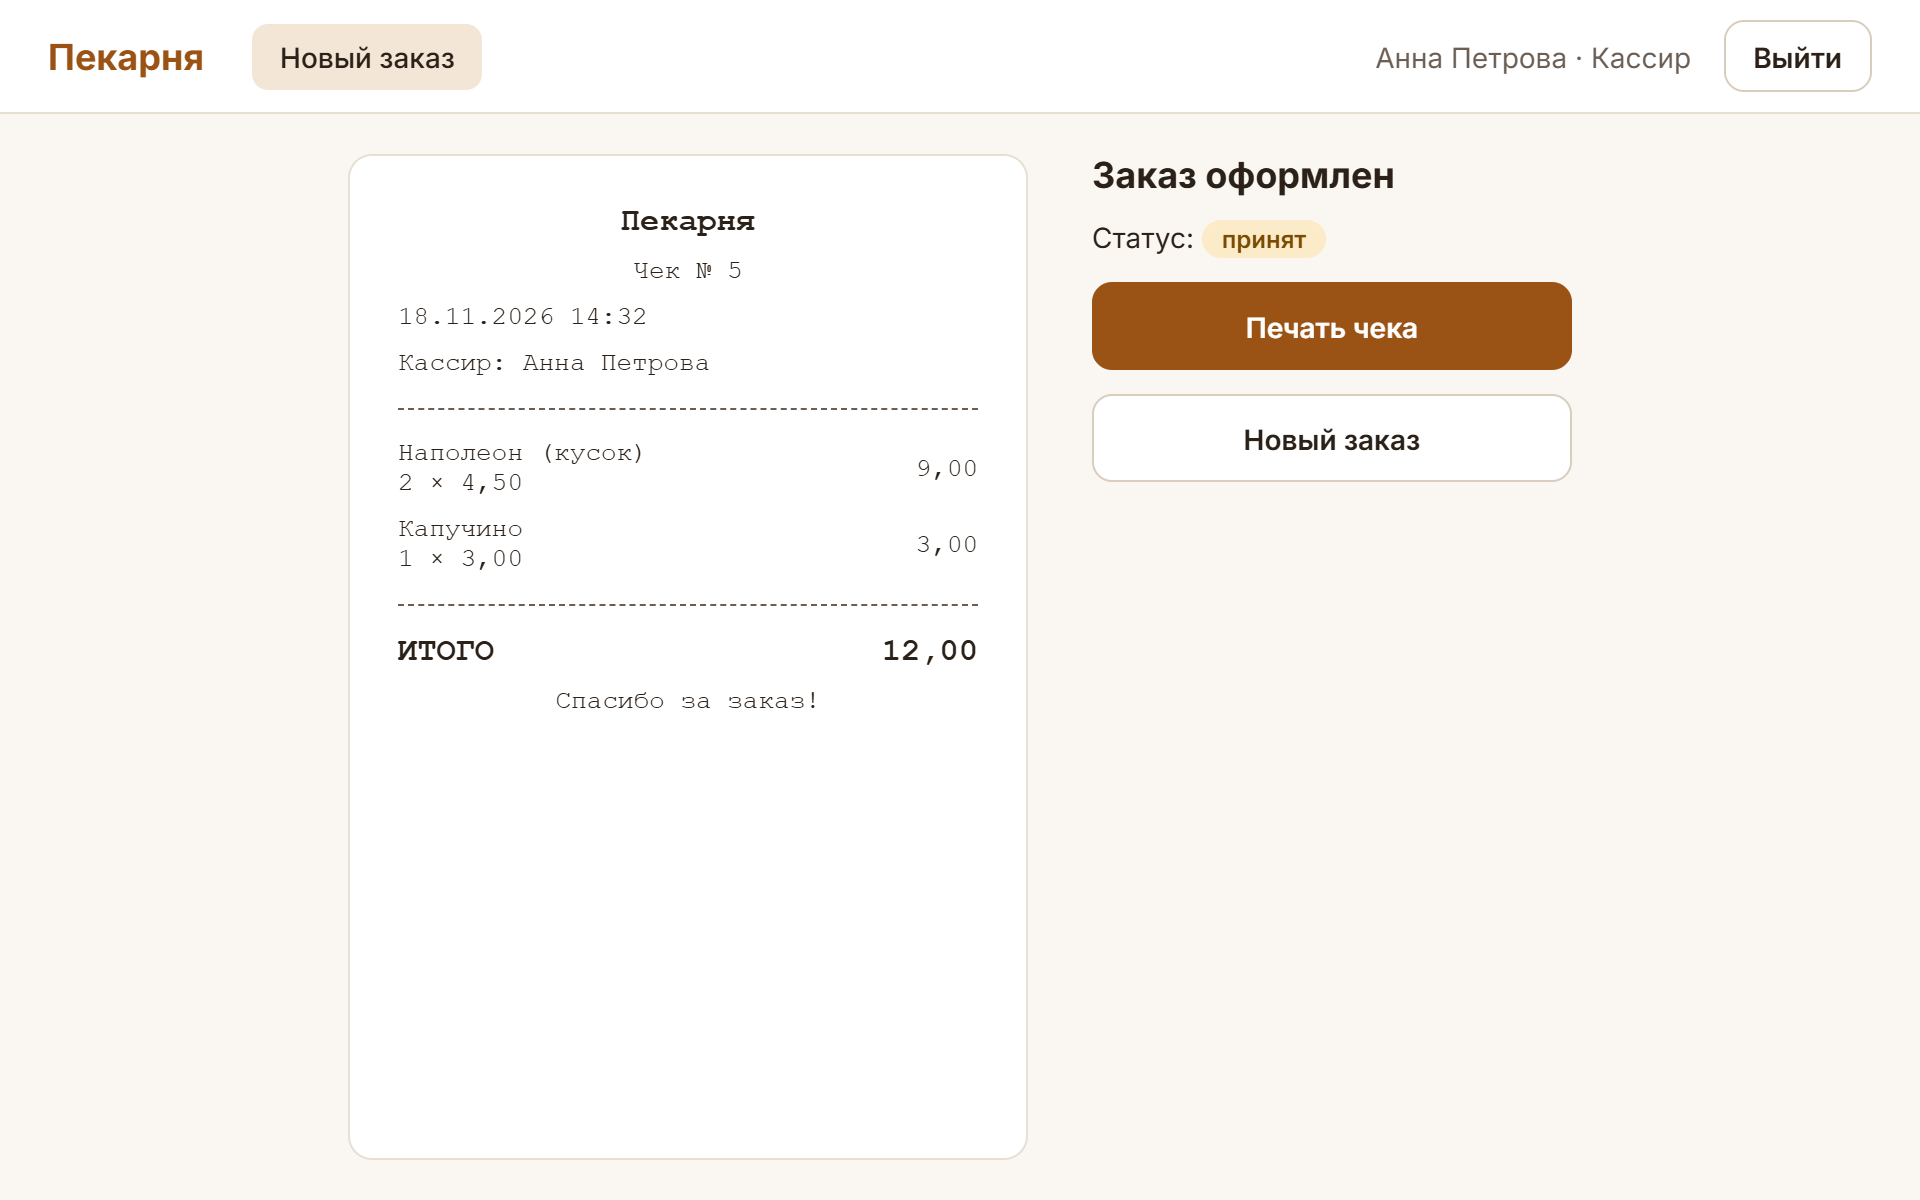 Пекарня
Новый заказ
Анна Петрова · Кассир
Выйти
Пекарня
Чек № 5
18.11.2026 14:32
Кассир: Анна Петрова
Наполеон (кусок)
2 × 4,50
9,00
Капучино
1 × 3,00
3,00
ИТОГО 12,00
Спасибо за заказ!
Заказ оформлен
Статус: принят
Печать чека
Новый заказ